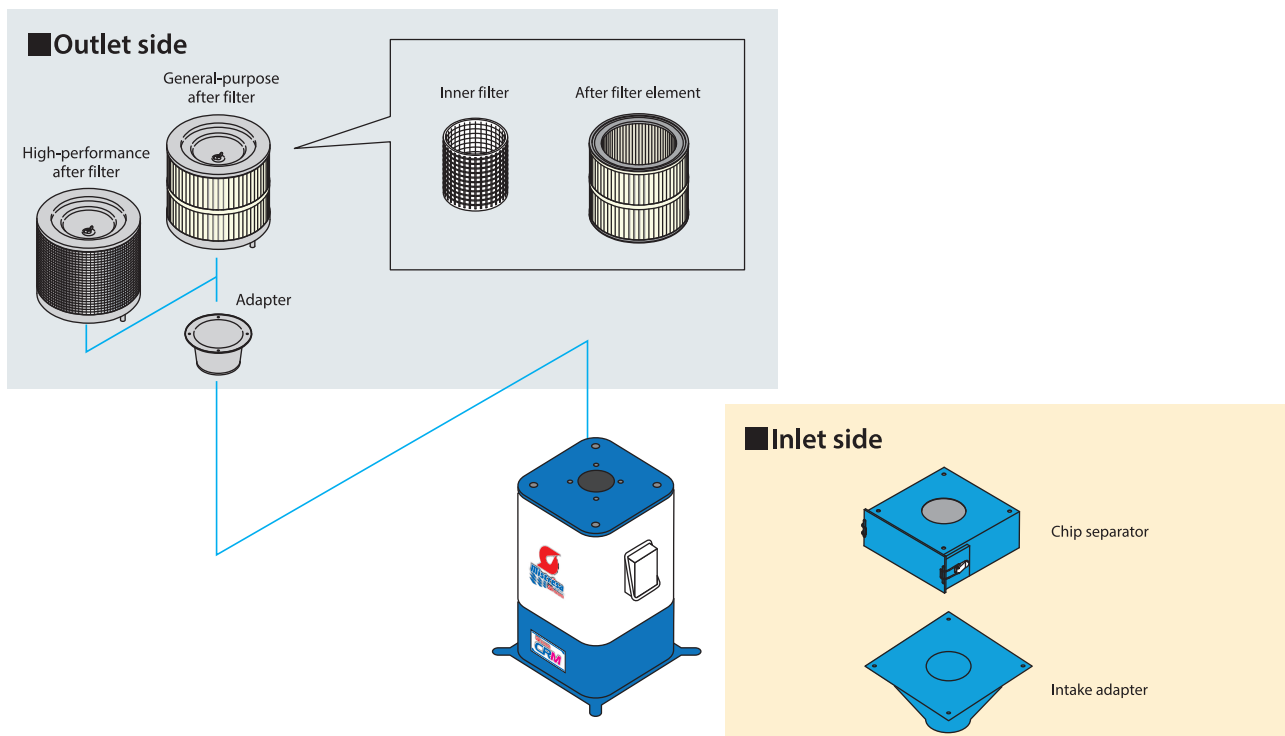 ■Outlet side
General-purpose
after filter
High-performance
after filter
Inner filter
After filter element
Adapter
■Inlet side
Chip separator
Intake adapter
CRM